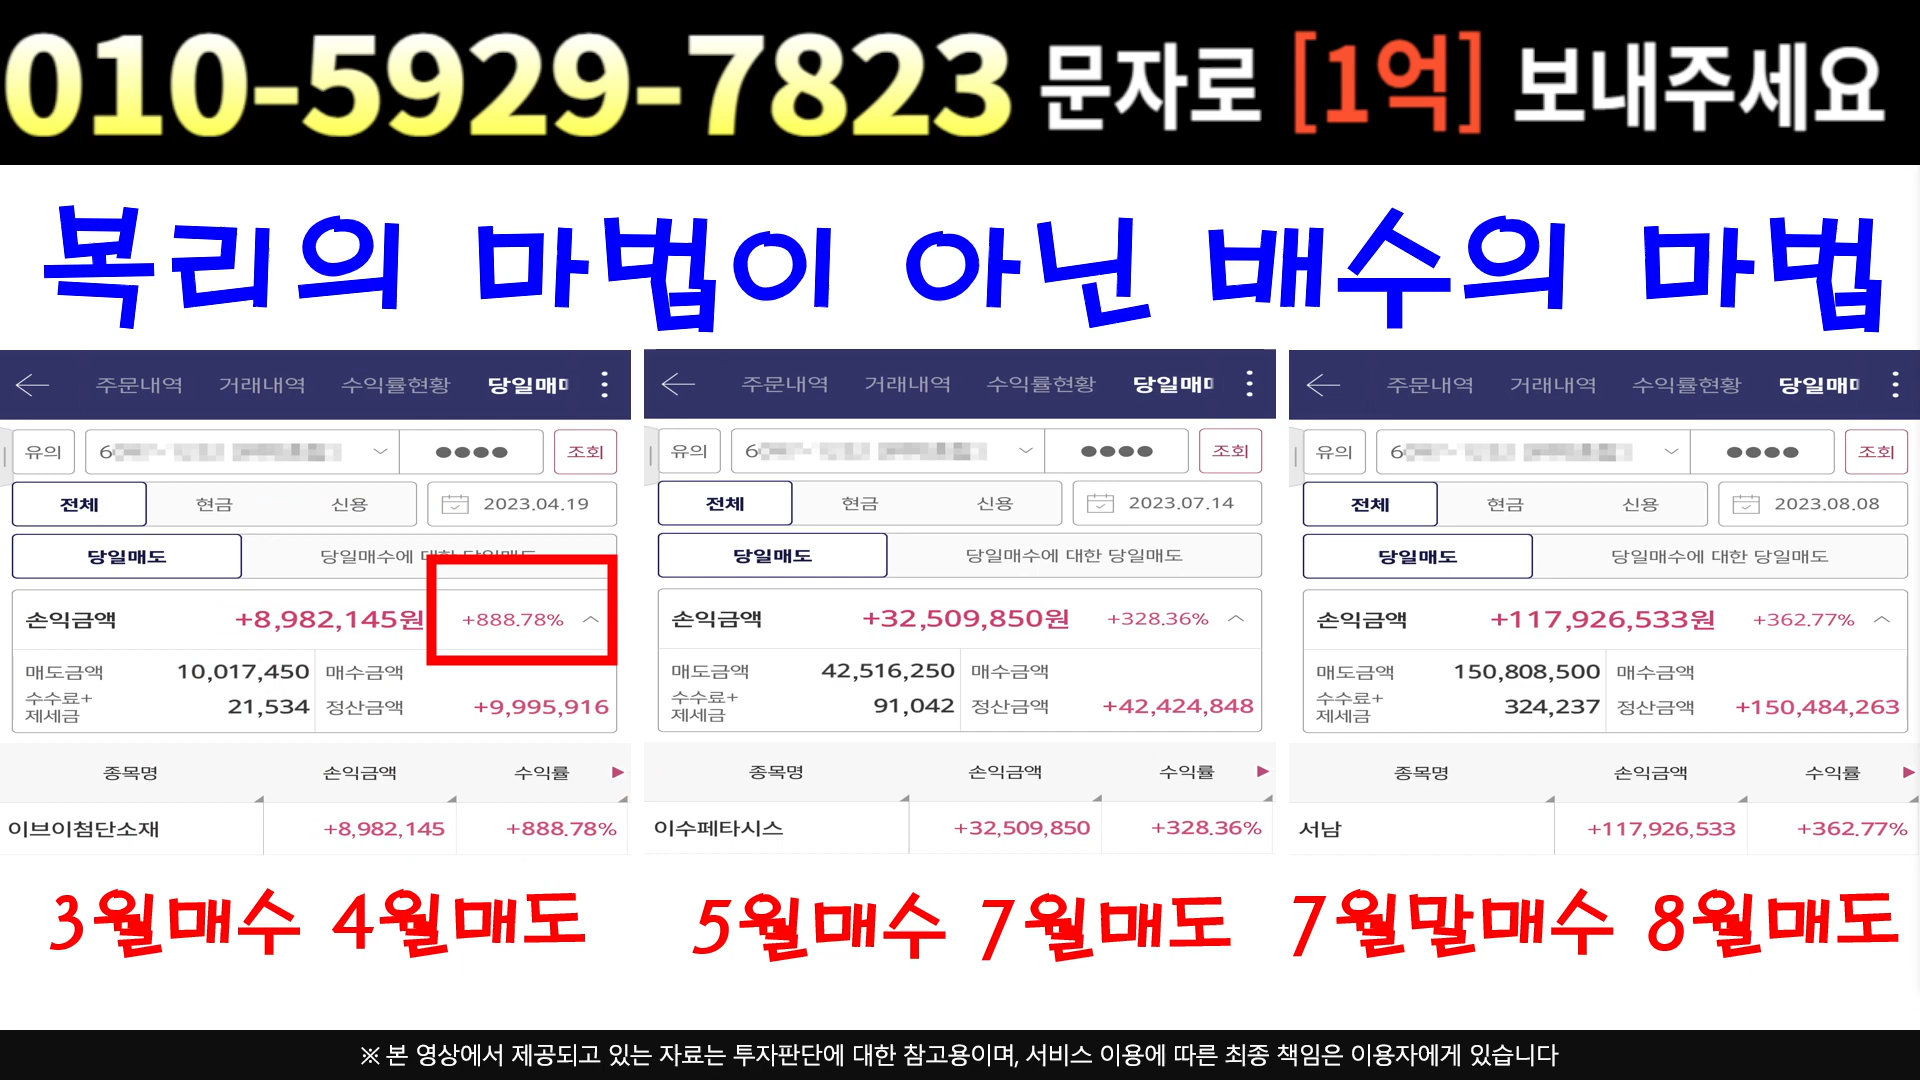 010-5929-7823 문자로 [1억] 보내주세요
복리의 마법이 아닌 배수의 마법
주문내역 거래내역 수익률현황 당일매
유의 6 ●●●● 조회
전체 현금 신용 2023.04.19
당일매도 당일매수에 대한 당일매도
손익금액 +8,982,145원 +888.78%
매도금액 10,017,450 매수금액
수수료+
제세금 21,534 정산금액 +9,995,916
종목명 손익금액 수익률
이브이첨단소재 +8,982,145 +888.78%
3월매수 4월매도
주문내역 거래내역 수익률현황 당일매
유의 6 ●●●● 조회
전체 현금 신용 2023.07.14
당일매도 당일매수에 대한 당일매도
손익금액 +32,509,850원 +328.36%
매도금액 42,516,250 매수금액
수수료+
제세금 91,042 정산금액 +42,424,848
종목명 손익금액 수익률
이수페타시스 +32,509,850 +328.36%
5월매수 7월매도
주문내역 거래내역 수익률현황 당일매
유의 6 ●●●● 조회
전체 현금 신용 2023.08.08
당일매도 당일매수에 대한 당일매도
손익금액 +117,926,533원 +362.77%
매도금액 150,808,500 매수금액
수수료+
제세금 324,237 정산금액 +150,484,263
종목명 손익금액 수익률
서남 +117,926,533 +362.77%
7월말매수 8월매도
※ 본 영상에서 제공되고 있는 자료는 투자판단에 대한 참고용이며, 서비스 이용에 따른 최종 책임은 이용자에게 있습니다